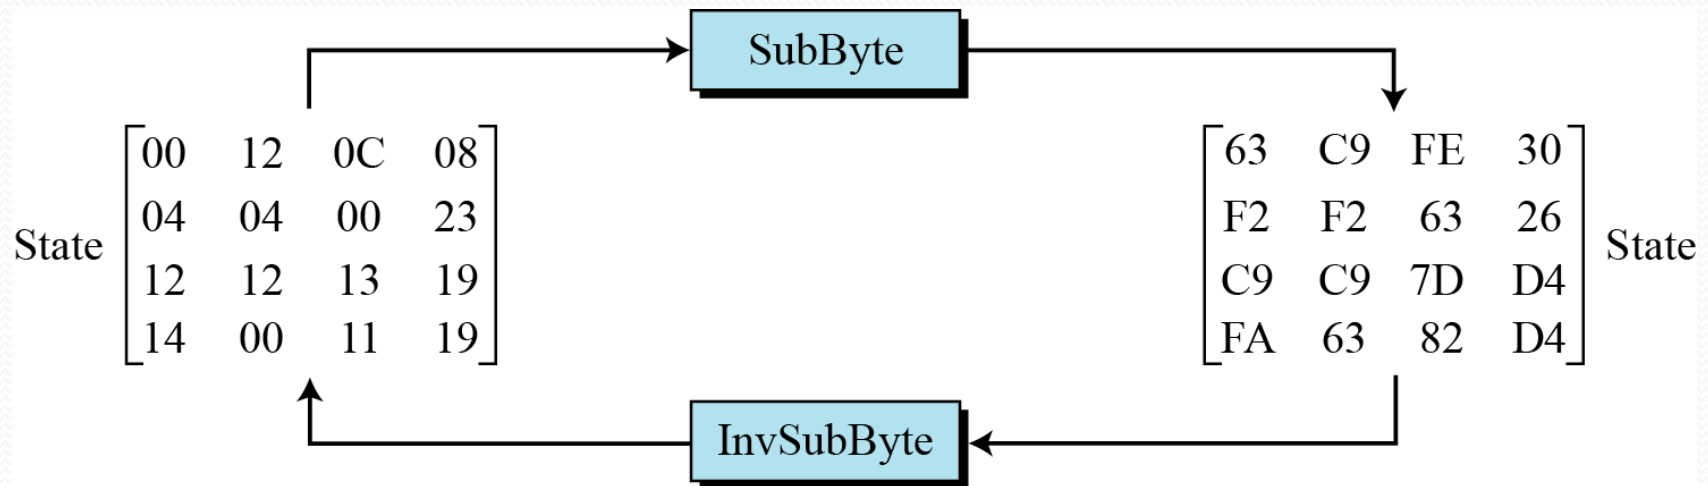 SubByte
00 12 0C 08
63 C9 FE 30
04 04 00 23
F2 F2 63 26
State
State
12 12 13 19
C9 C9 7D D4
14 00 11 19
FA 63 82 D4
InvSubByte